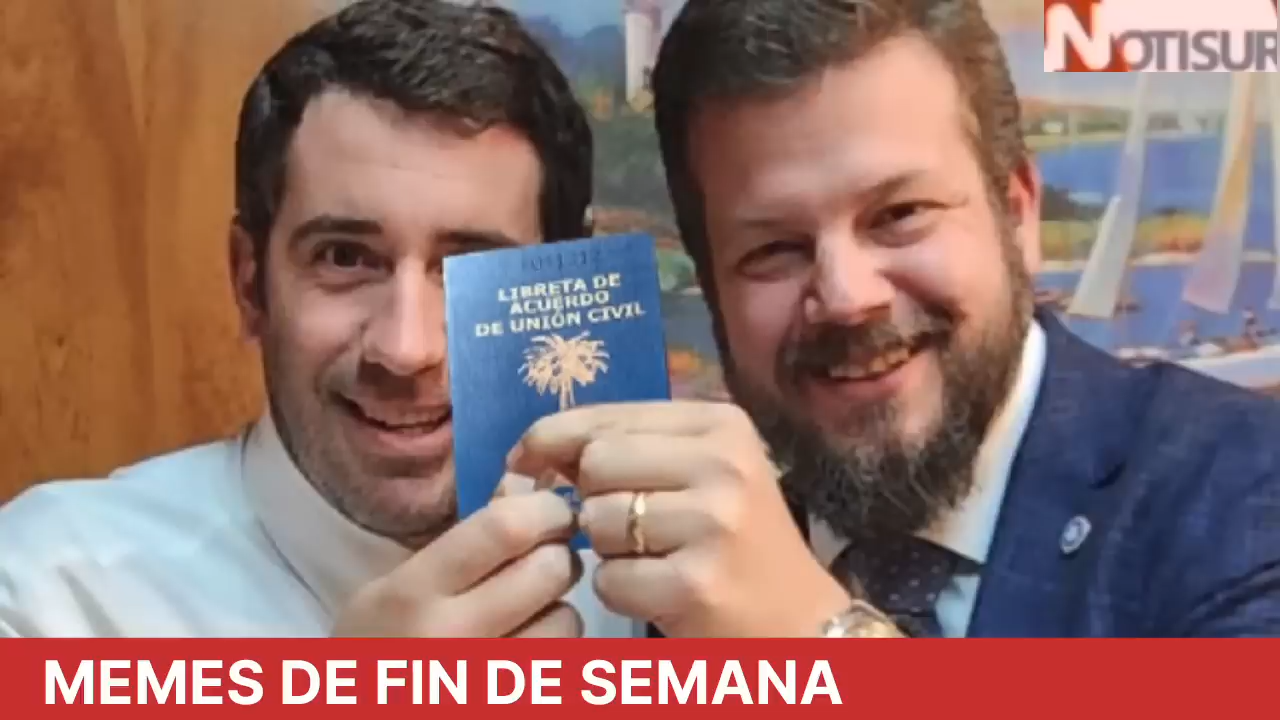 NOTISUR
LIBRETA DE
ACUERDO
DE UNIÓN CIVIL
MEMES DE FIN DE SEMANA